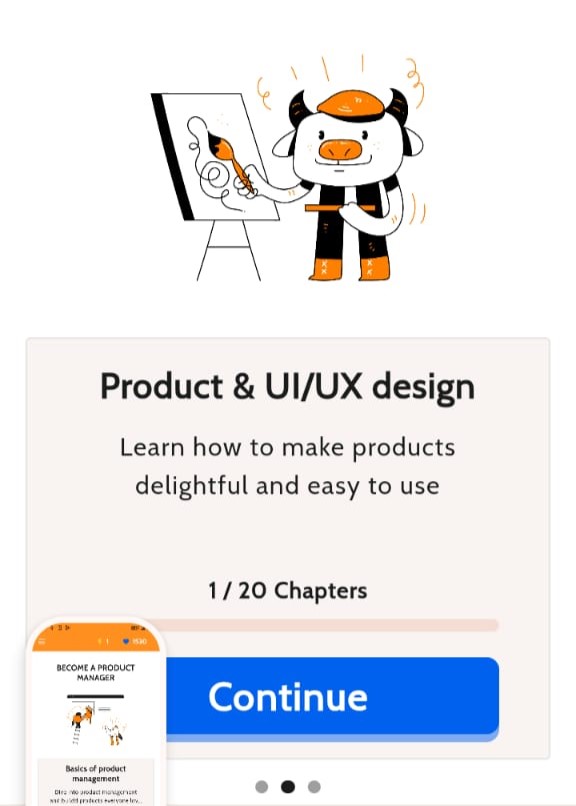 Product & UI/UX design
Learn how to make products
delightful and easy to use
1 / 20 Chapters
Continue
1530
BECOME A PRODUCT
MANAGER
Basics of product
management
Dive into product management
and build products everyone lov...